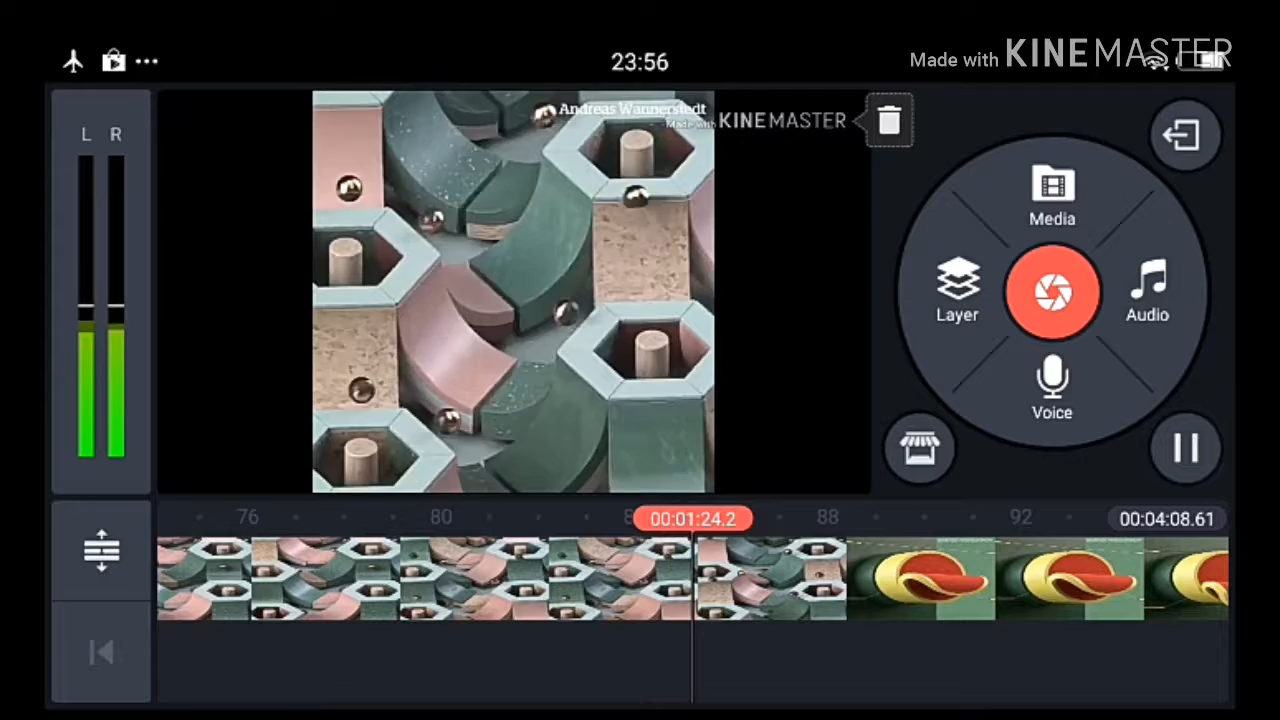 23:56
Made with KINEMASTER
L R
Andreas Wannerstedt
Made with KINEMASTER
Media
Layer
Audio
Voice
76
80
8
00:01:24.2
88
92
00:04:08.61